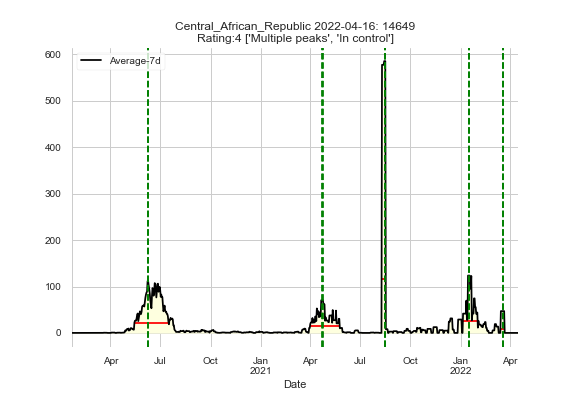 Central_African_Republic 2022-04-16: 14649
Rating:4 ['Multiple peaks', 'In control']
Average-7d
600
500
400
300
200
100
0
Apr
Jul
Oct
Jan
2021
Apr
Jul
Oct
Jan
2022
Apr
Date